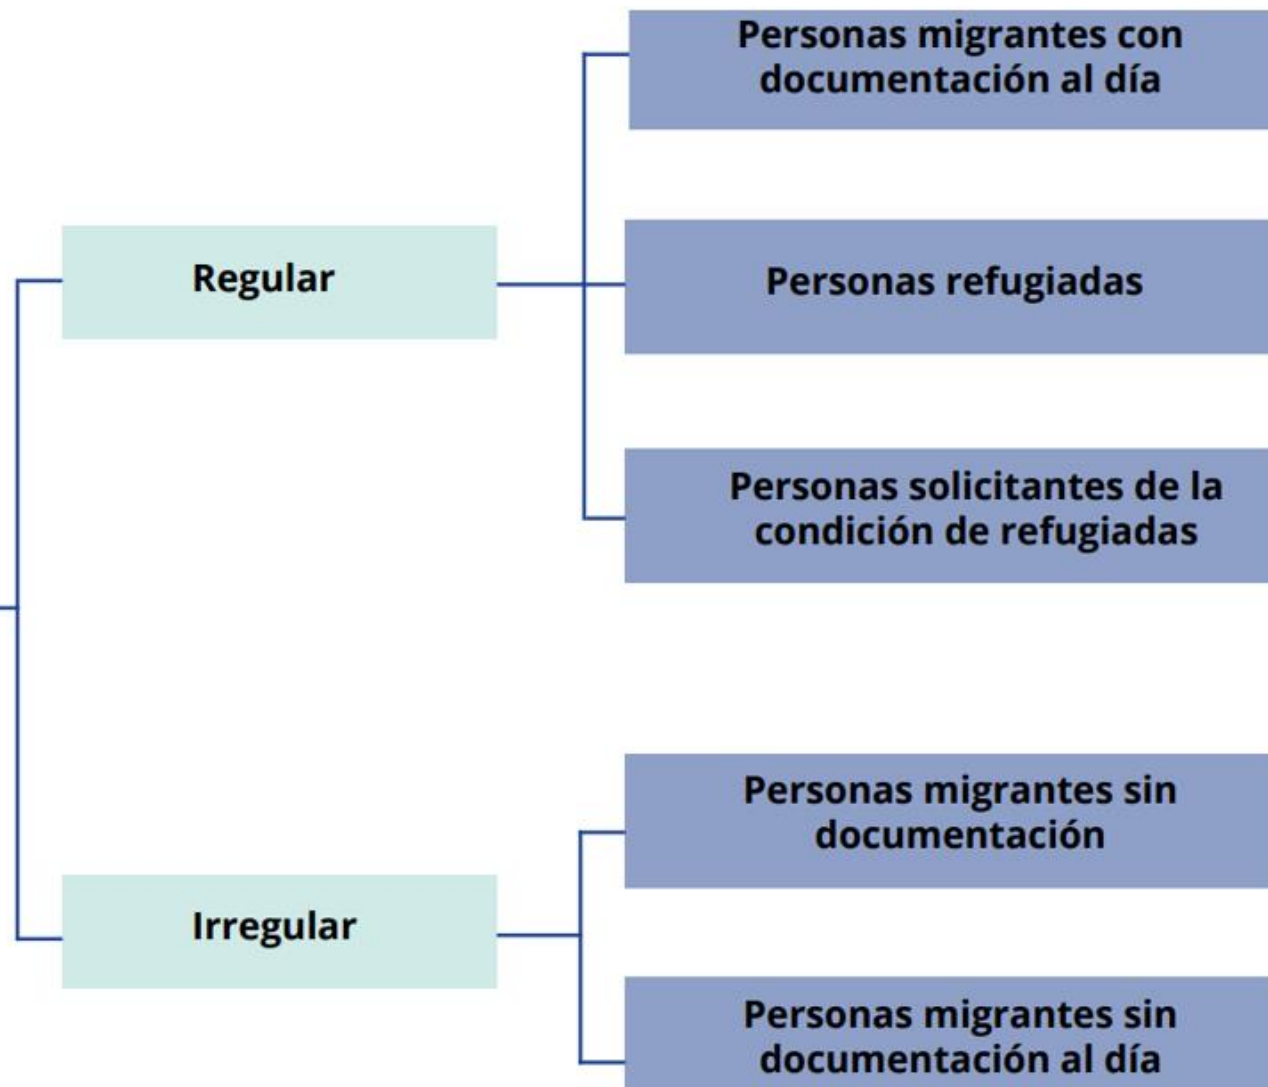 Personas migrantes con
documentación al día
Regular
Personas refugiadas
Personas solicitantes de la
condición de refugiadas
Personas migrantes sin
documentación
Irregular
Personas migrantes sin
documentación al día